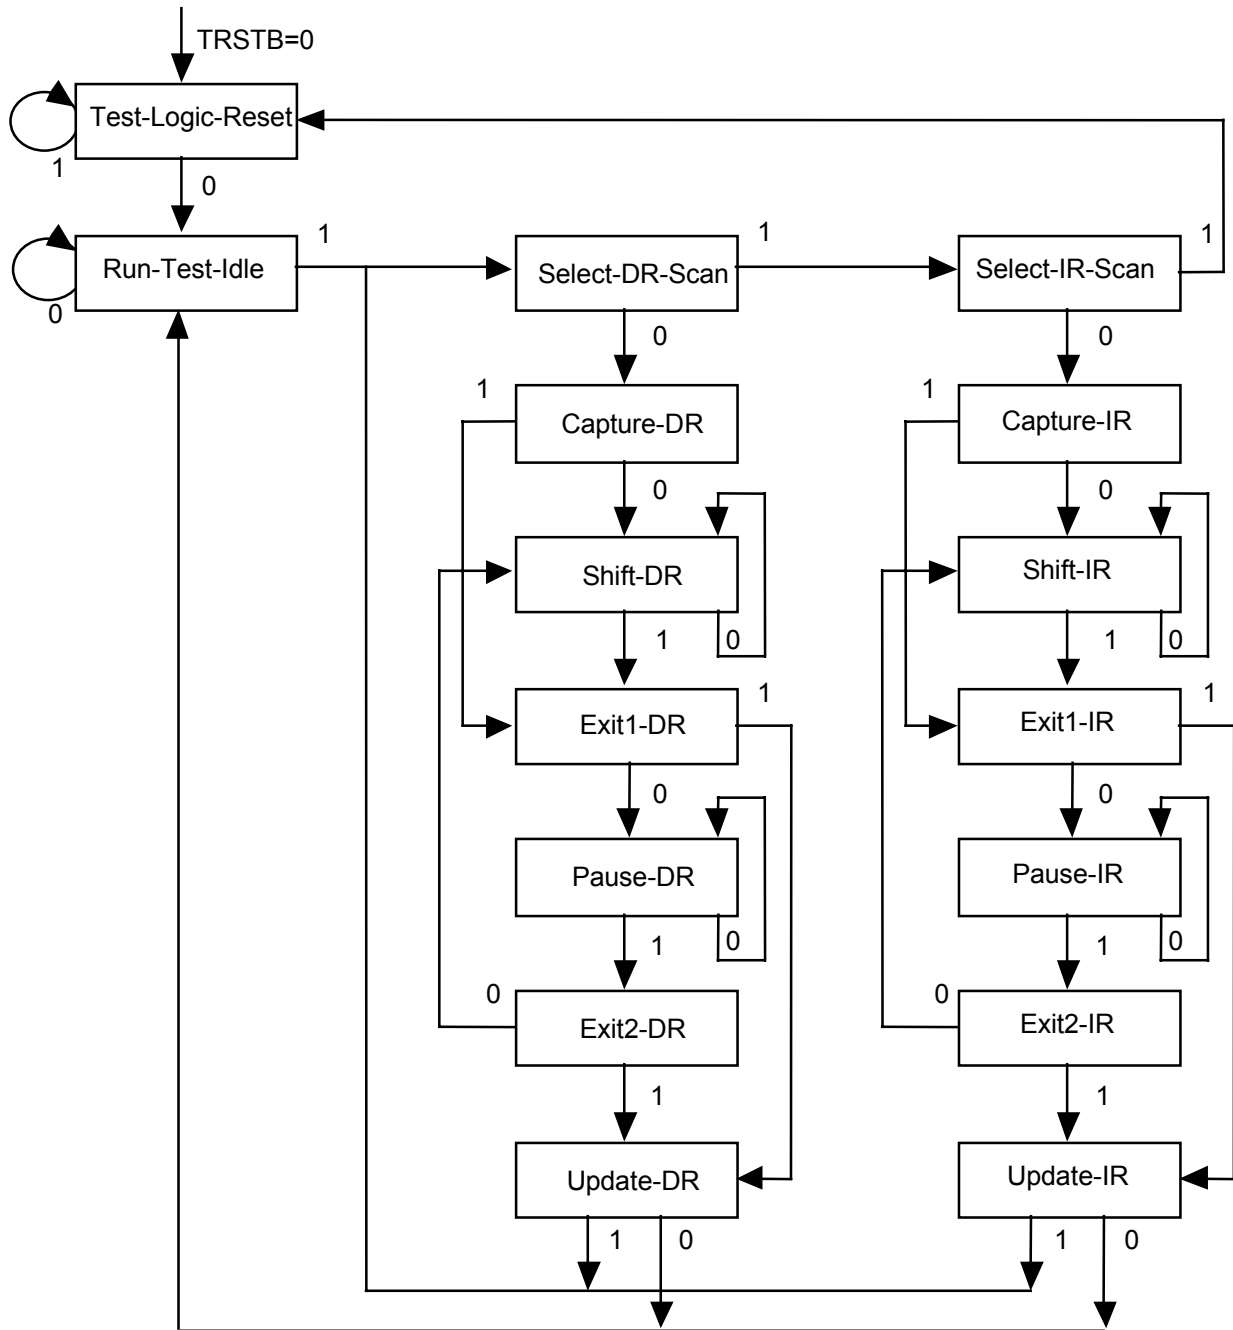 TRSTB=0
Test-Logic-Reset
1
0
Run-Test-Idle
0
1
Select-DR-Scan
1
Select-IR-Scan
1
0
0
1
Capture-DR
1
Capture-IR
0
0
Shift-DR
Shift-IR
1
0
1
0
Exit1-DR
1
Exit1-IR
1
0
0
Pause-DR
Pause-IR
1
0
1
0
0
Exit2-DR
0
Exit2-IR
1
1
Update-DR
Update-IR
1
0
1
0